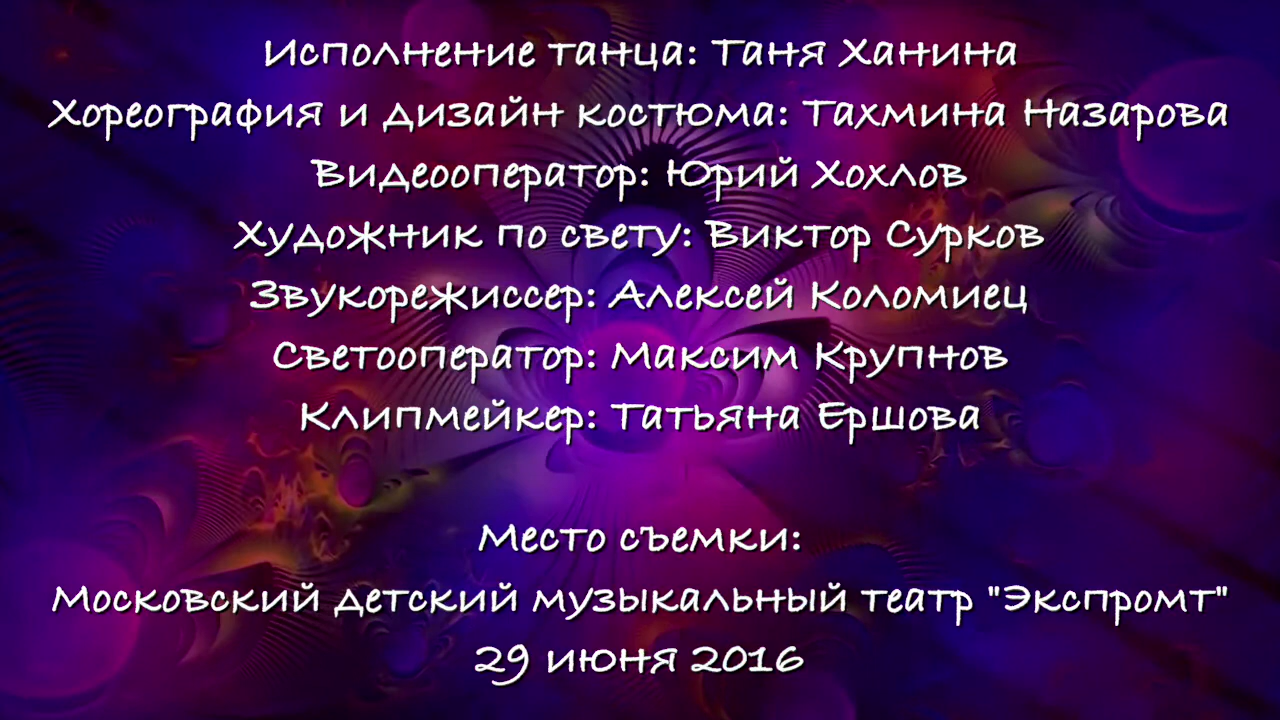 Исполнение танца: Таня Ханина
Хореография и дизайн костюма: Тахмина Назарова
Видеооператор: Юрий Хохлов
Художник по свету: Виктор Сурков
Звукорежиссер: Алексей Коломиец
Светооператор: Максим Крупнов
Клипмейкер: Татьяна Ершова
Место съемки:
Московский детский музыкальный театр "Экспромт"
29 июня 2016